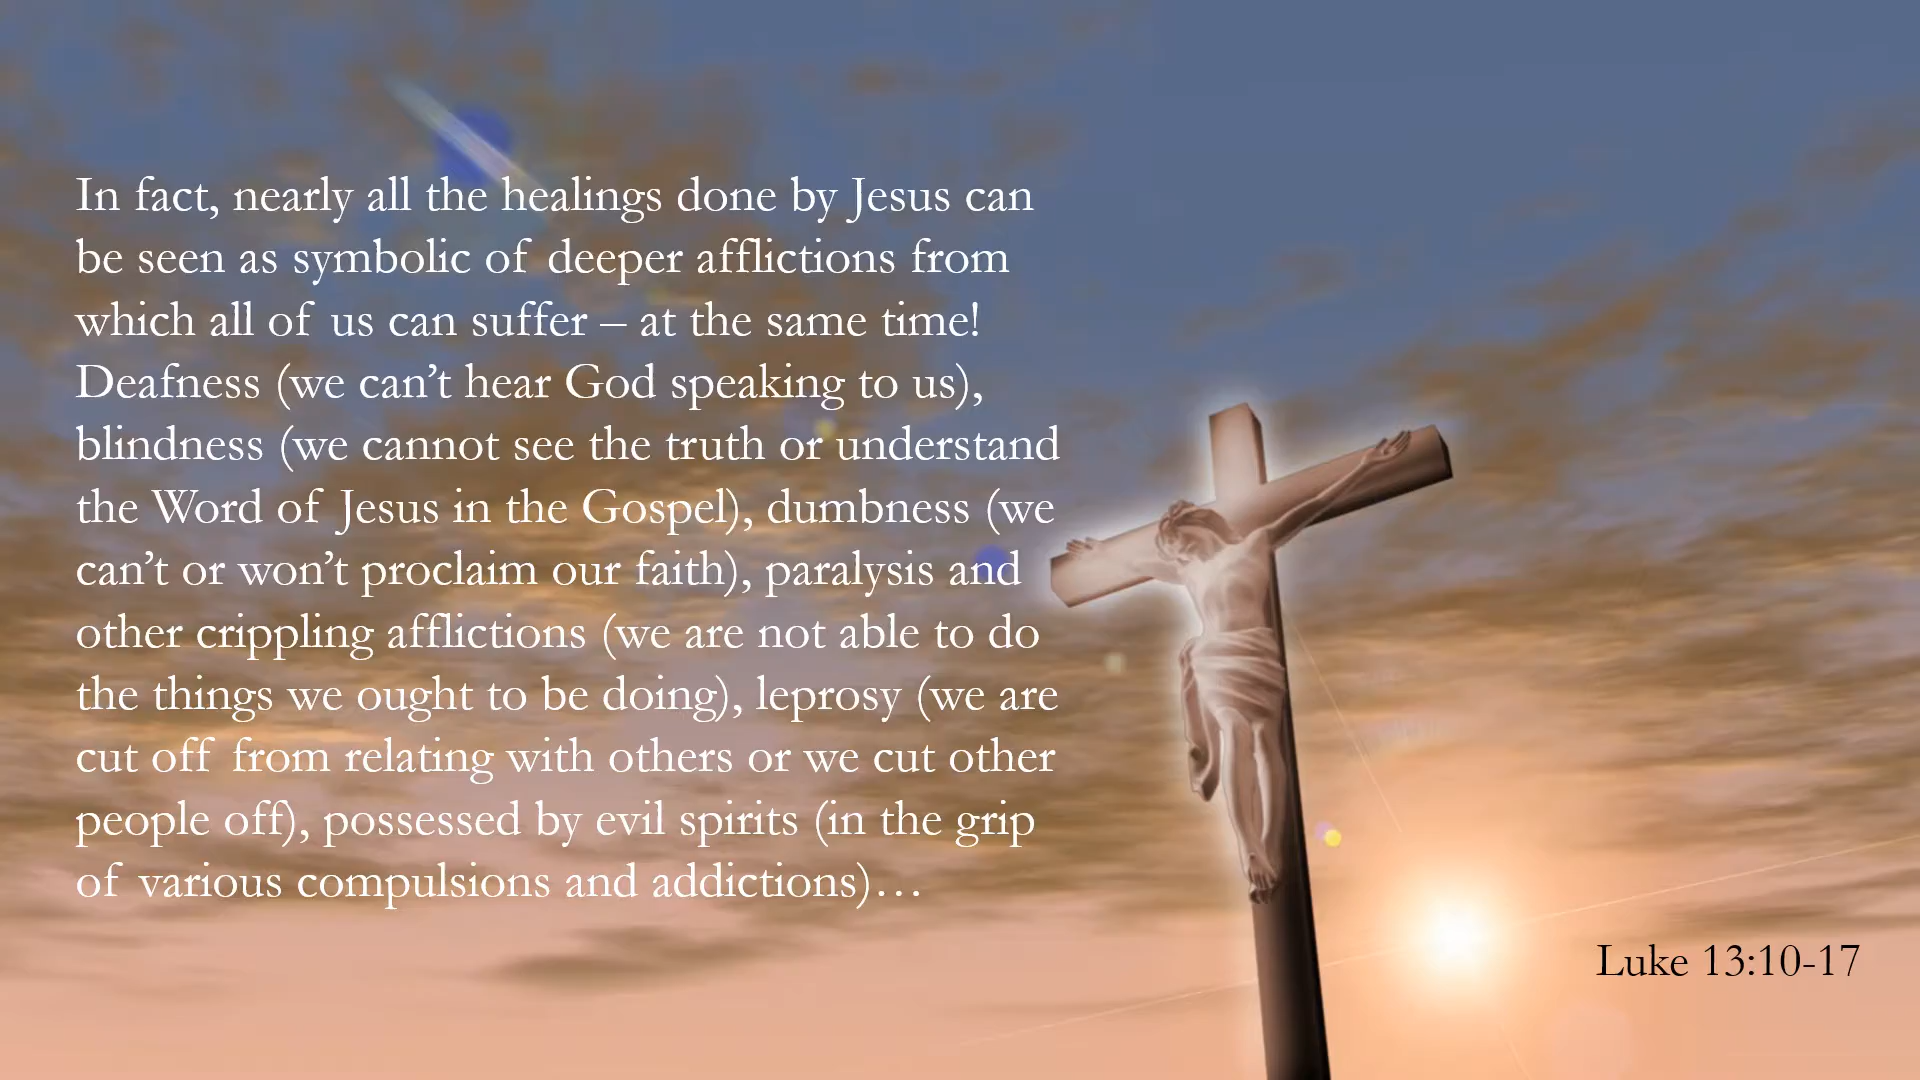 In fact, nearly all the healings done by Jesus can
be seen as symbolic of deeper afflictions from
which all of us can suffer – at the same time!
Deafness (we can’t hear God speaking to us),
blindness (we cannot see the truth or understand
the Word of Jesus in the Gospel), dumbness (we
can’t or won’t proclaim our faith), paralysis and
other crippling afflictions (we are not able to do
the things we ought to be doing), leprosy (we are
cut off from relating with others or we cut other
people off), possessed by evil spirits (in the grip
of various compulsions and addictions)…
Luke 13:10-17